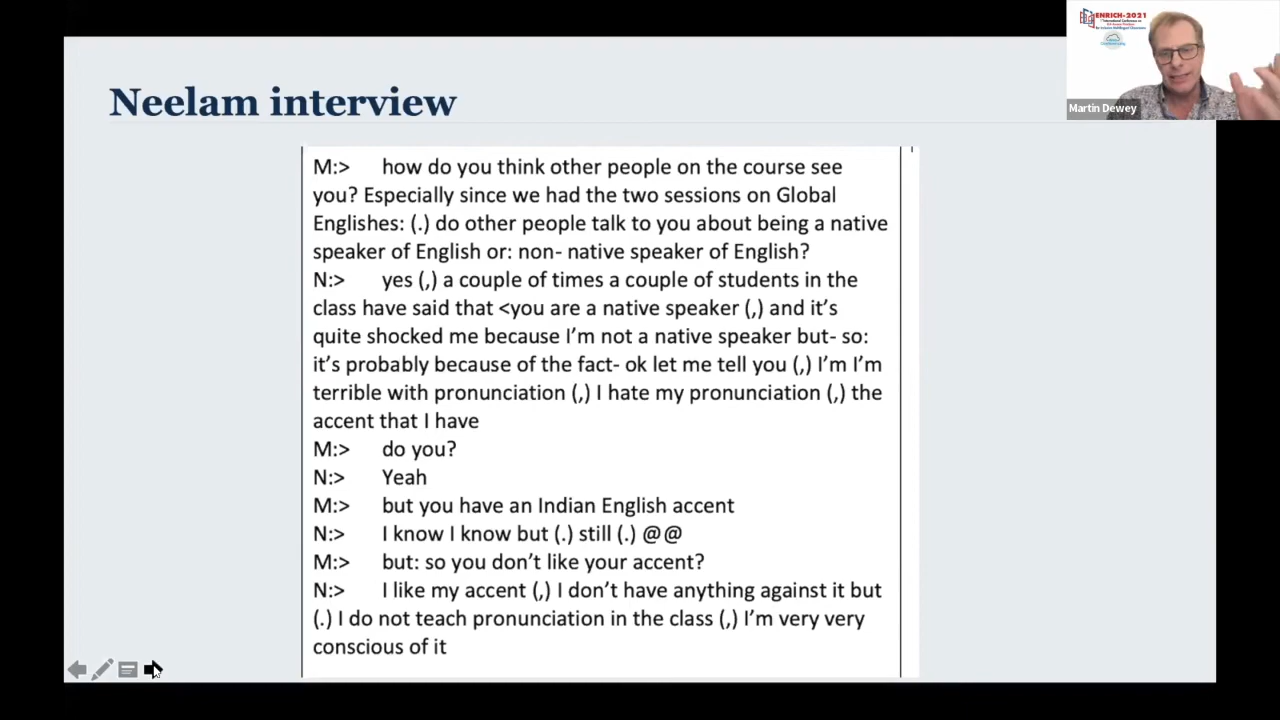 ENRICH-2021
Martin Dewey
Neelam interview
M:> how do you think other people on the course see
you? Especially since we had the two sessions on Global
Englishes: (.) do other people talk to you about being a native
speaker of English or: non- native speaker of English?
N:> yes (,) a couple of times a couple of students in the
class have said that <you are a native speaker (,) and it’s
quite shocked me because I’m not a native speaker but- so:
it’s probably because of the fact- ok let me tell you (,) I’m I’m
terrible with pronunciation (,) I hate my pronunciation (,) the
accent that I have
M:> do you?
N:> Yeah
M:> but you have an Indian English accent
N:> I know I know but (.) still (.) @@
M:> but: so you don’t like your accent?
N:> I like my accent (,) I don’t have anything against it but
(.) I do not teach pronunciation in the class (,) I’m very very
conscious of it